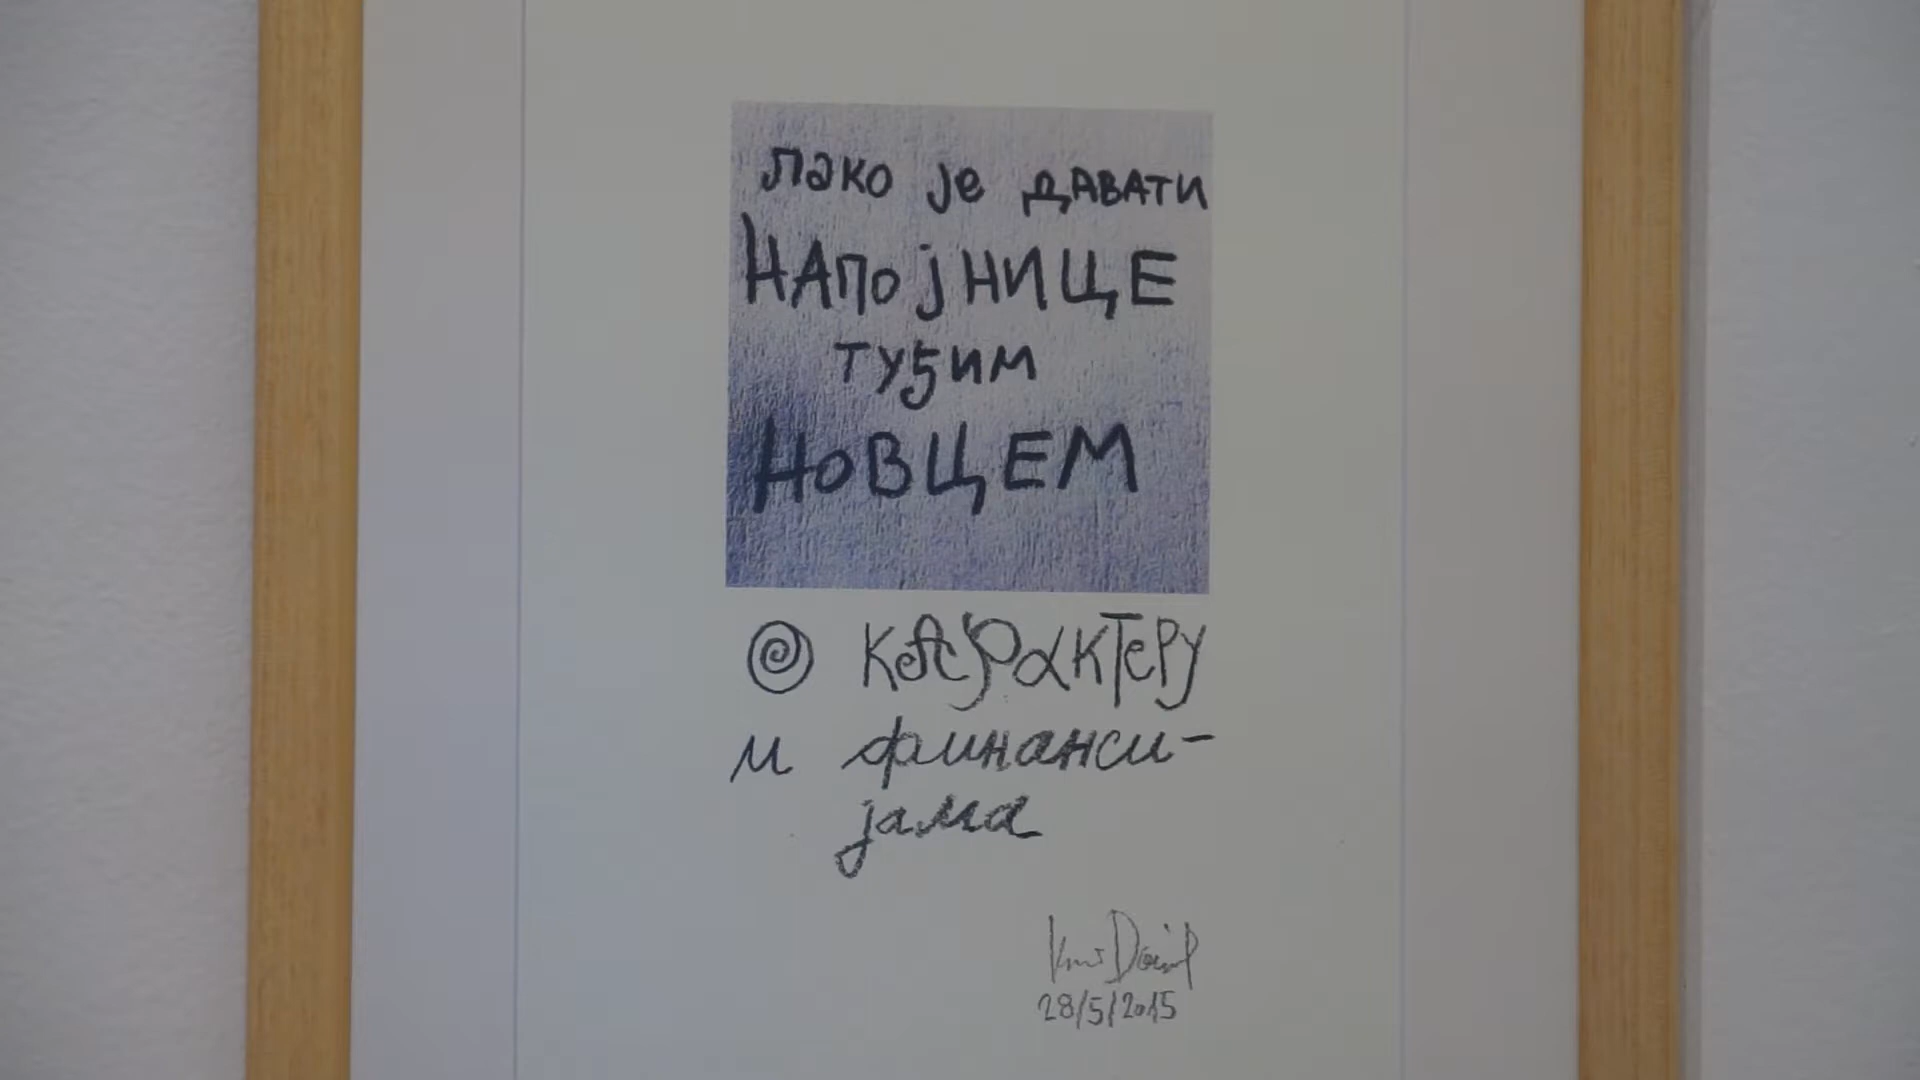 лако је ДАВАТИ
НАПОЈНИЦЕ
туђим
НОВЦЕМ
КАРАКТЕРУ
и финанси-
јама
28/5/2015